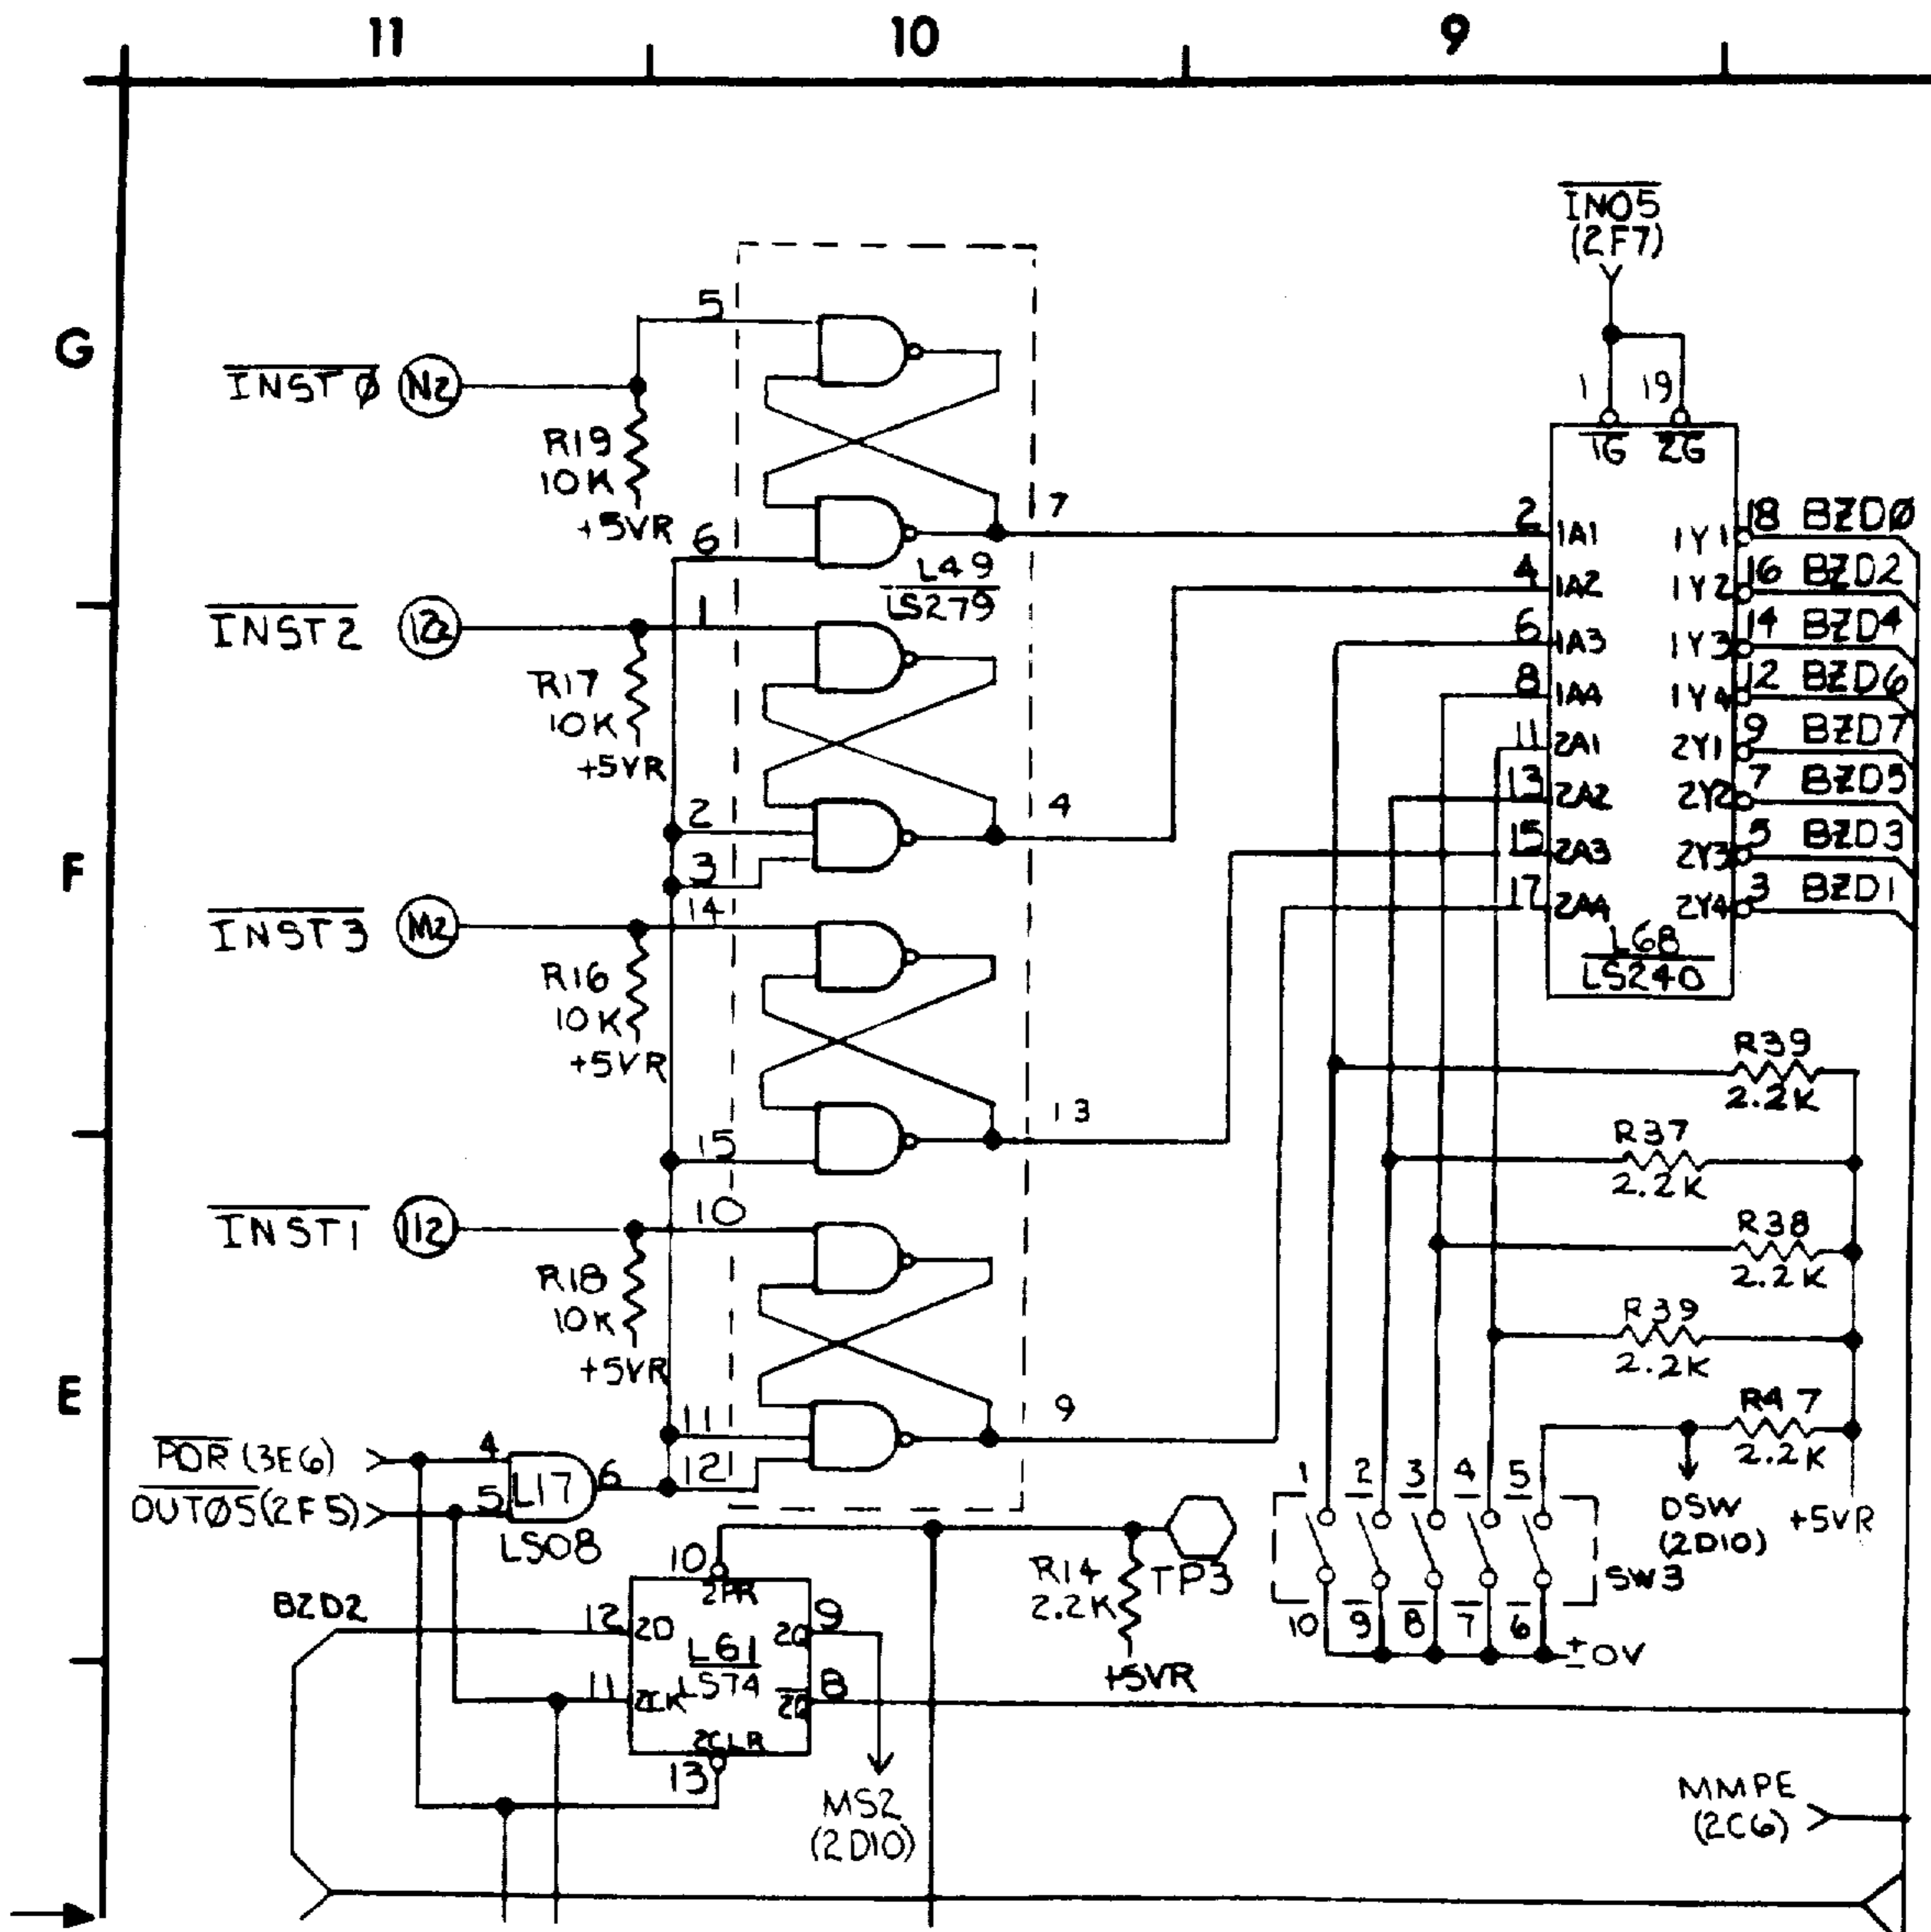 11 10 9
G
F
E
INSTØ N2
R19
10K
+5VR
5
6
7
L49
LS279
INST2 122
R17
10K
+5VR
1
2
3
4
INST3 M2
R16
10K
+5VR
14
15
13
INST1 112
R18
10K
+5VR
10
11
12
9
POR (3E6)
OUTØ5 (2F5)
4
5
L17
6
LS08
IN05
(2F7)
1 19
1G 2G
2 1A1 1Y1 18 BZDØ
4 1A2 1Y2 16 BZD2
6 1A3 1Y3 14 BZD4
8 1A4 1Y4 12 BZD6
11 2A1 2Y1 9 BZD7
13 2A2 2Y2 7 BZD5
15 2A3 2Y3 5 BZD3
17 2A4 2Y4 3 BZD1
L68
LS240
R39
2.2K
R37
2.2K
R38
2.2K
R39
2.2K
R47
2.2K
DSW
(2D10)
+5VR
1 2 3 4 5
SW3
10 9 8 7 6
±0V
TP3
R14
2.2K
+5VR
BZD2
10
2PR
12 2D 2Q 9
L61
LS74
11 2CK 2Q 8
2CLR
13
MS2
(2D10)
MMPE
(2C6)